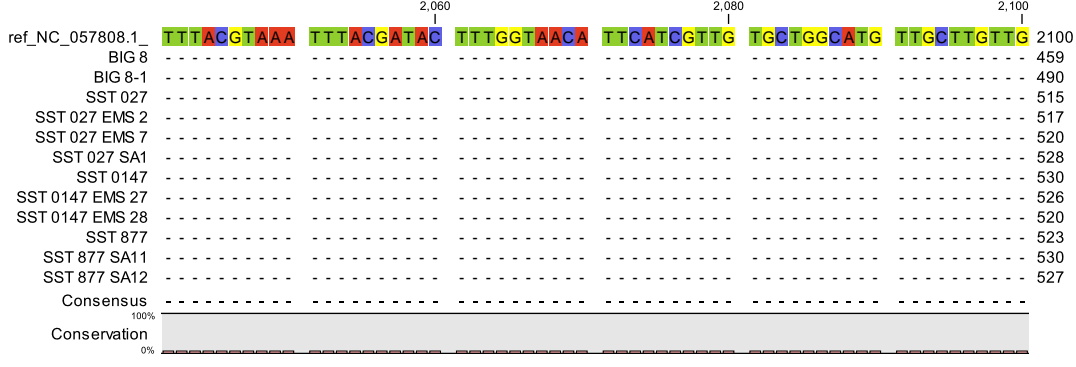 2,060 2,080 2,100
ref_NC_057808.1_ TTTACGTAAA TTTACGATAC TTTGGTAACA TTCATCGTTG TGCTGGCATG TTGCTTGTTG 2100
BIG 8 - - - - - - - - - - - - - - - - - - - - - - - - - - - - - - - - - - - - - - - - - - - - - - - - - - - - - - - - - - - - 459
BIG 8-1 - - - - - - - - - - - - - - - - - - - - - - - - - - - - - - - - - - - - - - - - - - - - - - - - - - - - - - - - - - - - 490
SST 027 - - - - - - - - - - - - - - - - - - - - - - - - - - - - - - - - - - - - - - - - - - - - - - - - - - - - - - - - - - - - 515
SST 027 EMS 2 - - - - - - - - - - - - - - - - - - - - - - - - - - - - - - - - - - - - - - - - - - - - - - - - - - - - - - - - - - - - 517
SST 027 EMS 7 - - - - - - - - - - - - - - - - - - - - - - - - - - - - - - - - - - - - - - - - - - - - - - - - - - - - - - - - - - - - 520
SST 027 SA1 - - - - - - - - - - - - - - - - - - - - - - - - - - - - - - - - - - - - - - - - - - - - - - - - - - - - - - - - - - - - 528
SST 0147 - - - - - - - - - - - - - - - - - - - - - - - - - - - - - - - - - - - - - - - - - - - - - - - - - - - - - - - - - - - - 530
SST 0147 EMS 27 - - - - - - - - - - - - - - - - - - - - - - - - - - - - - - - - - - - - - - - - - - - - - - - - - - - - - - - - - - - - 526
SST 0147 EMS 28 - - - - - - - - - - - - - - - - - - - - - - - - - - - - - - - - - - - - - - - - - - - - - - - - - - - - - - - - - - - - 520
SST 877 - - - - - - - - - - - - - - - - - - - - - - - - - - - - - - - - - - - - - - - - - - - - - - - - - - - - - - - - - - - - 523
SST 877 SA11 - - - - - - - - - - - - - - - - - - - - - - - - - - - - - - - - - - - - - - - - - - - - - - - - - - - - - - - - - - - - 530
SST 877 SA12 - - - - - - - - - - - - - - - - - - - - - - - - - - - - - - - - - - - - - - - - - - - - - - - - - - - - - - - - - - - - 527
Consensus - - - - - - - - - - - - - - - - - - - - - - - - - - - - - - - - - - - - - - - - - - - - - - - - - - - - - - - - - - - -
100%
Conservation
0%